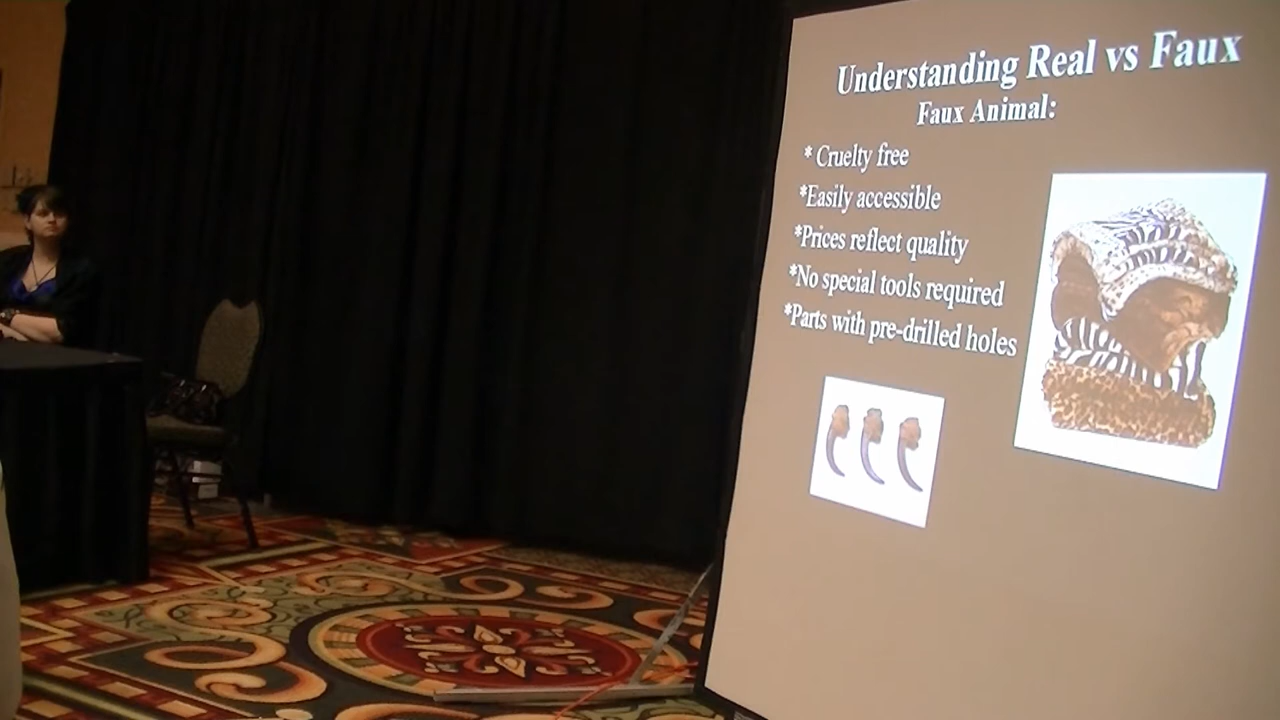 Understanding Real vs Faux
Faux Animal:
* Cruelty free
*Easily accessible
*Prices reflect quality
*No special tools required
*Parts with pre-drilled holes